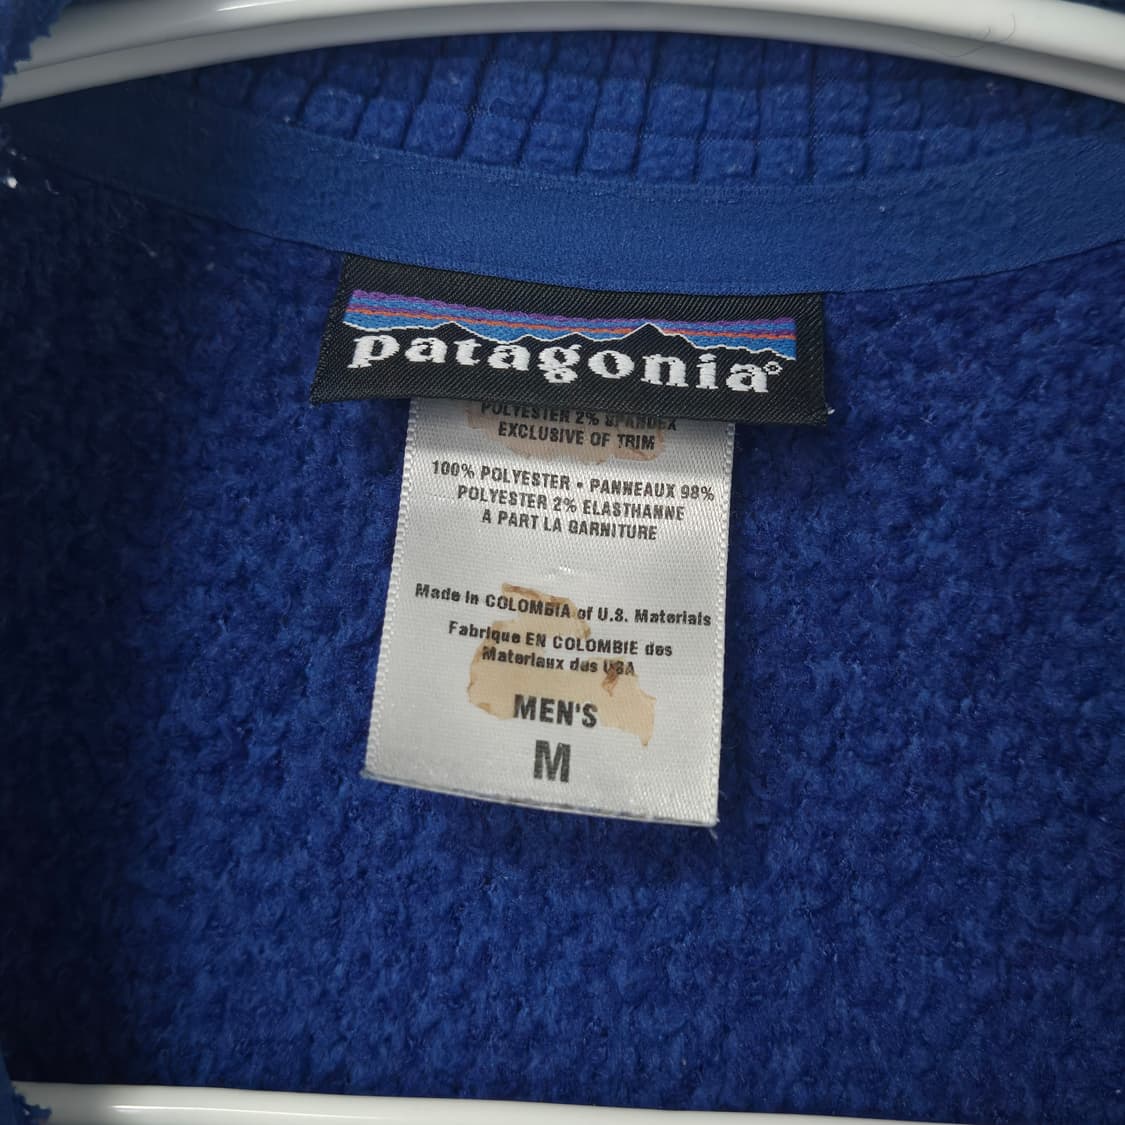 patagonia
POLYESTER 2% SPANDEX
EXCLUSIVE OF TRIM
100% POLYESTER • PANNEAUX 98%
POLYESTER 2% ELASTHANNE
A PART LA GARNITURE
Made in COLOMBIA of U.S. Materials
Fabrique EN COLOMBIE des
Materiaux des USA
MEN'S
M